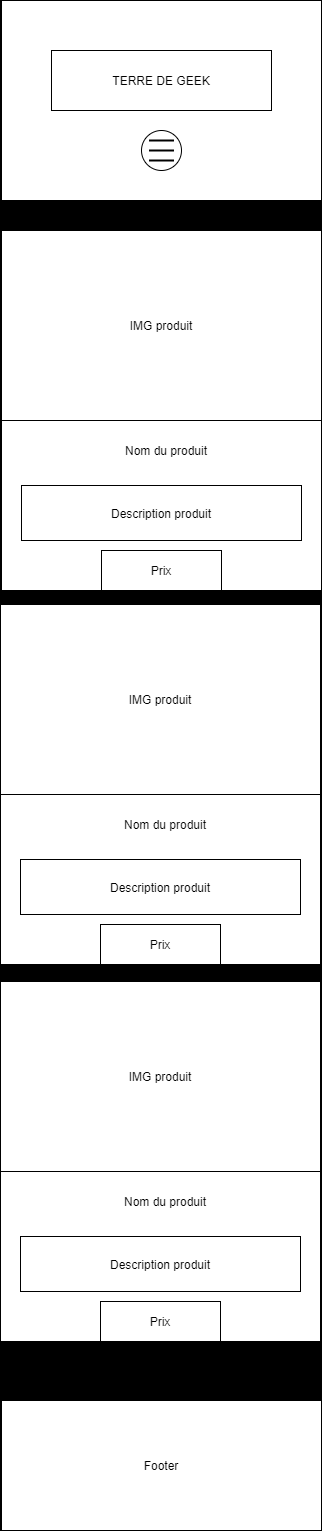 TERRE DE GEEK
IMG produit
Nom du produit
Description produit
Prix
IMG produit
Nom du produit
Description produit
Prix
IMG produit
Nom du produit
Description produit
Prix
Footer